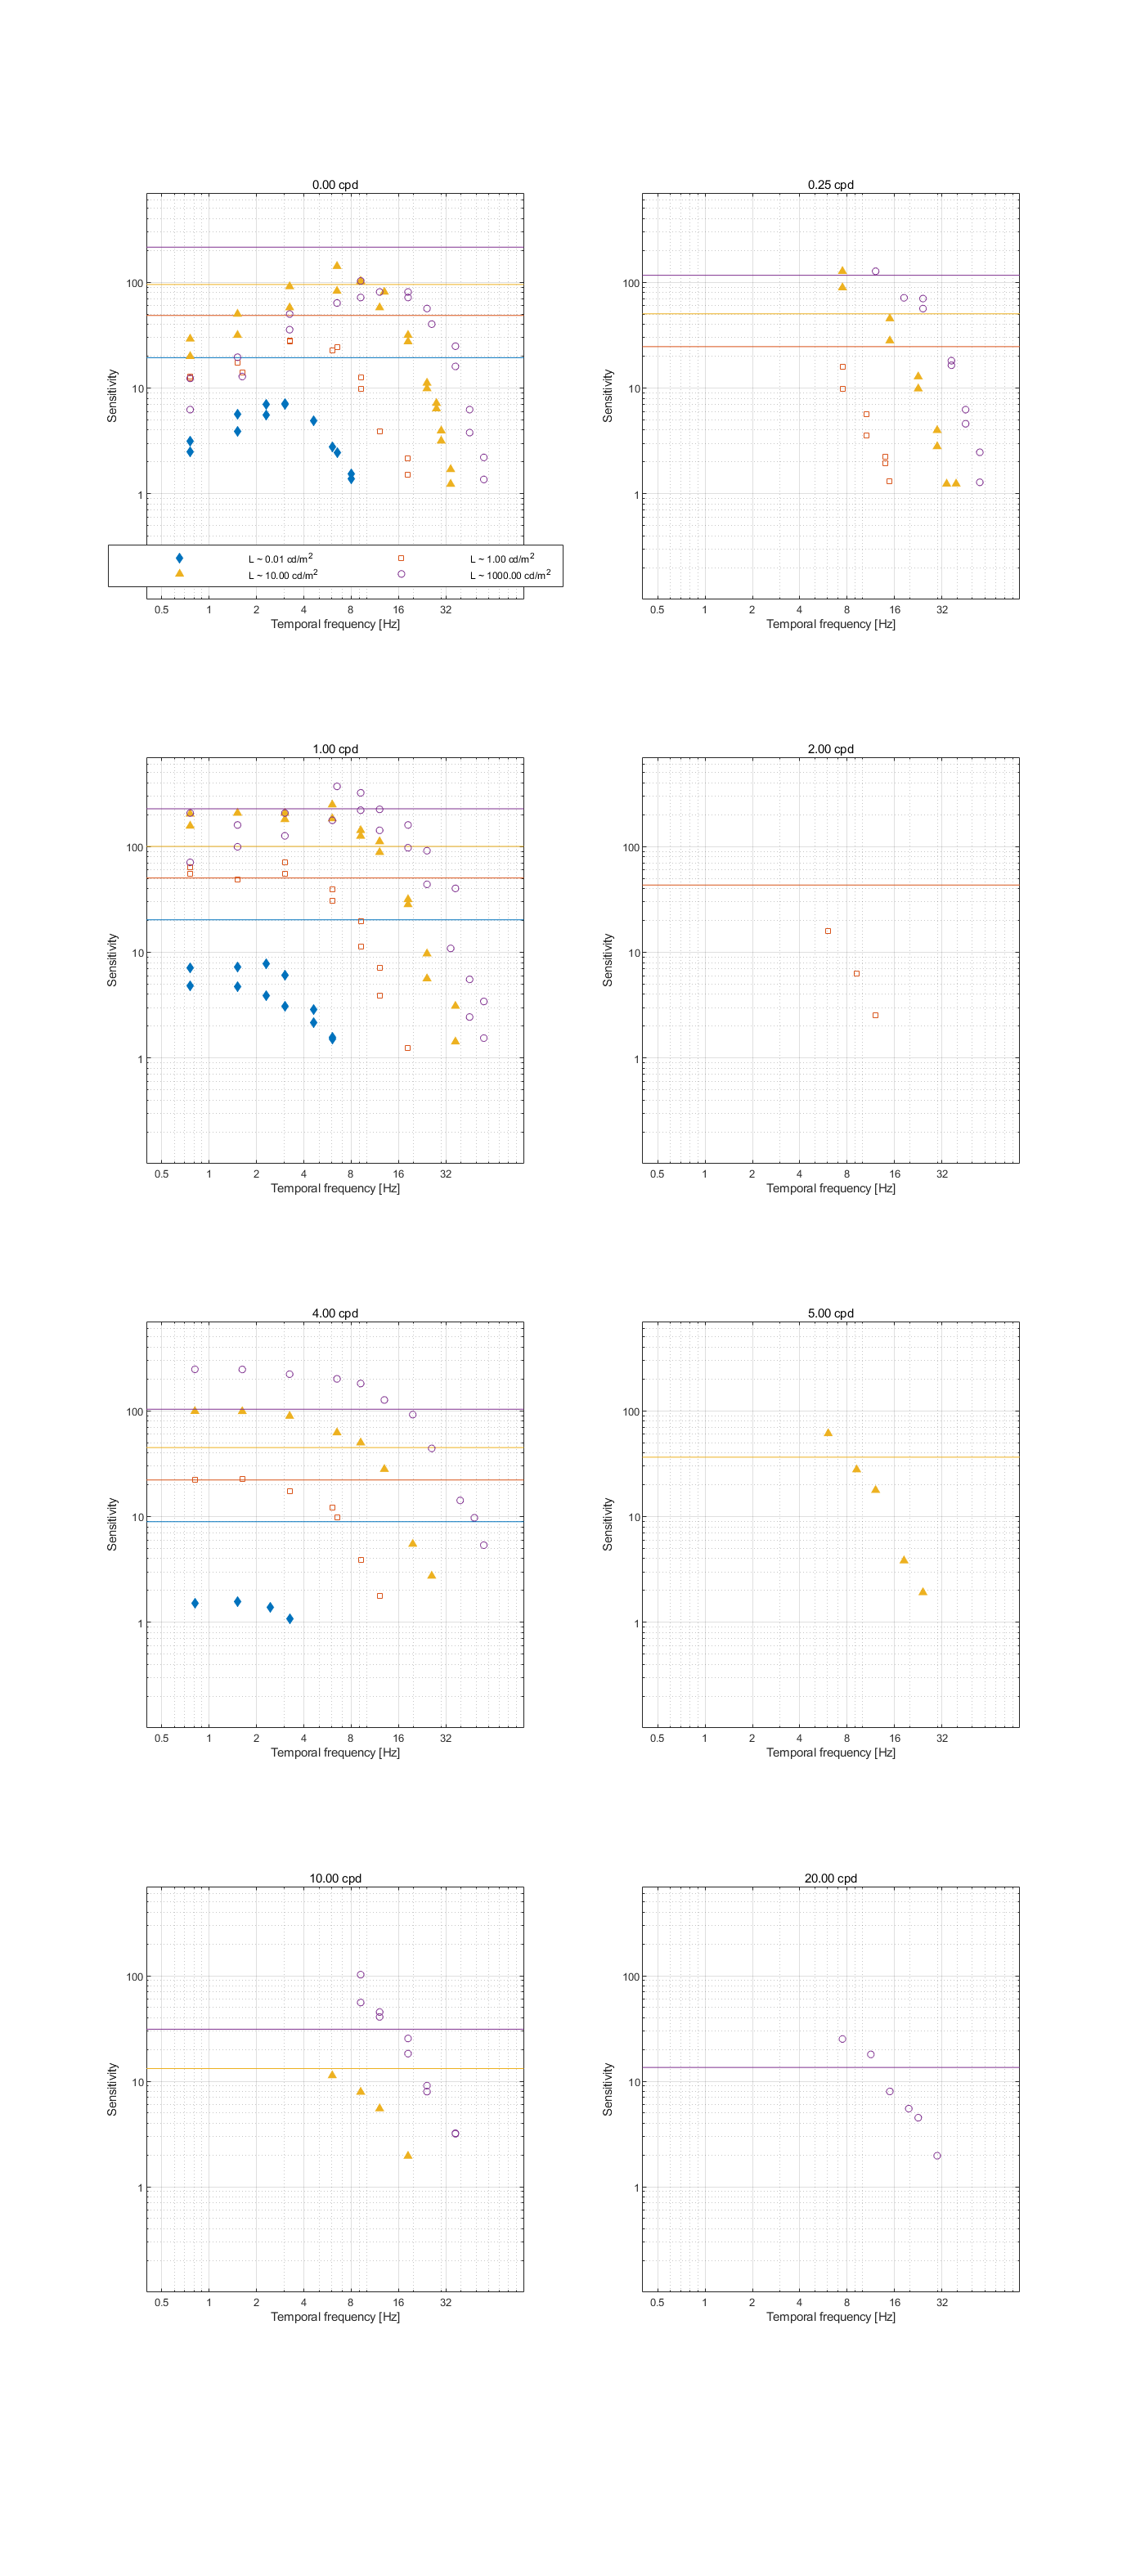 0.00 cpd
Sensitivity
100
10
1
L ~ 0.01 cd/m2
L ~ 1.00 cd/m2
L ~ 10.00 cd/m2
L ~ 1000.00 cd/m2
0.5 1 2 4 8 16 32
Temporal frequency [Hz]
0.25 cpd
Sensitivity
100
10
1
0.5 1 2 4 8 16 32
Temporal frequency [Hz]
1.00 cpd
Sensitivity
100
10
1
0.5 1 2 4 8 16 32
Temporal frequency [Hz]
2.00 cpd
Sensitivity
100
10
1
0.5 1 2 4 8 16 32
Temporal frequency [Hz]
4.00 cpd
Sensitivity
100
10
1
0.5 1 2 4 8 16 32
Temporal frequency [Hz]
5.00 cpd
Sensitivity
100
10
1
0.5 1 2 4 8 16 32
Temporal frequency [Hz]
10.00 cpd
Sensitivity
100
10
1
0.5 1 2 4 8 16 32
Temporal frequency [Hz]
20.00 cpd
Sensitivity
100
10
1
0.5 1 2 4 8 16 32
Temporal frequency [Hz]